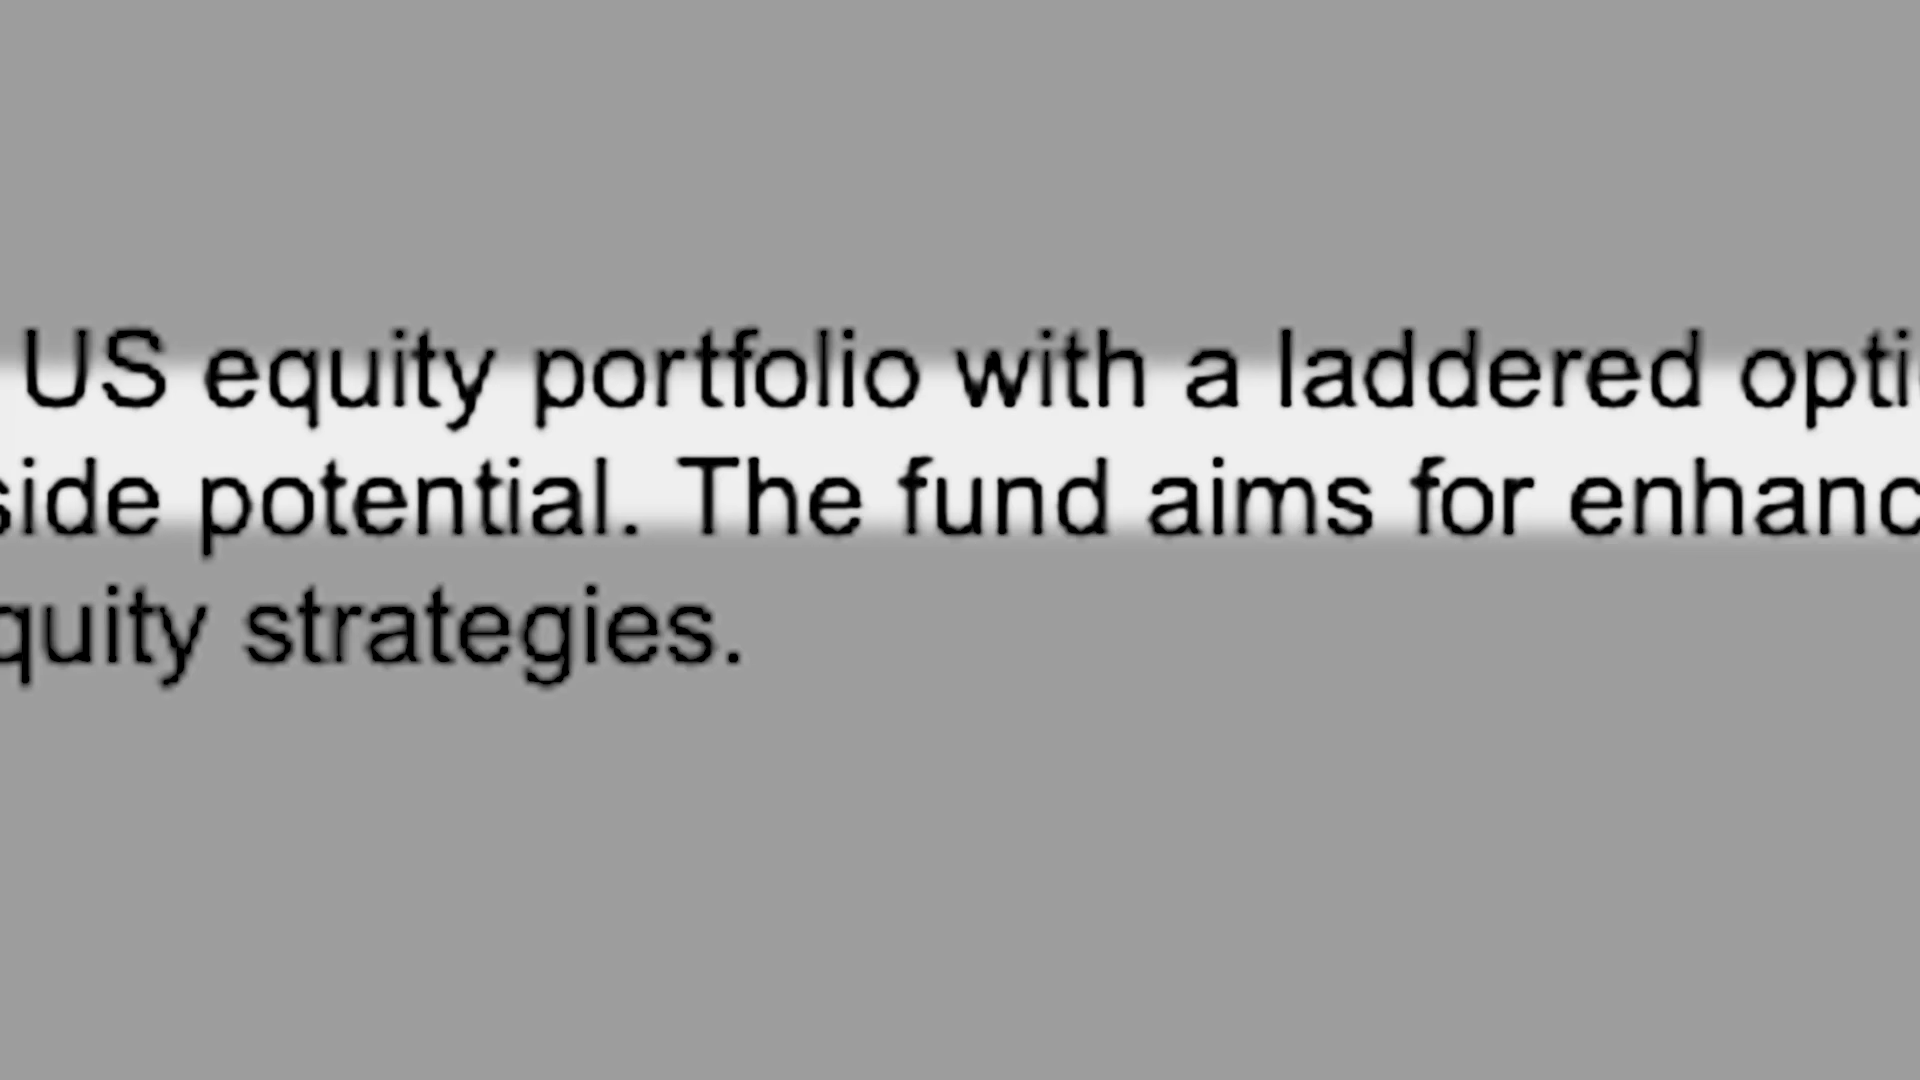 US equity portfolio with a laddered opti
side potential. The fund aims for enhanc
quity strategies.